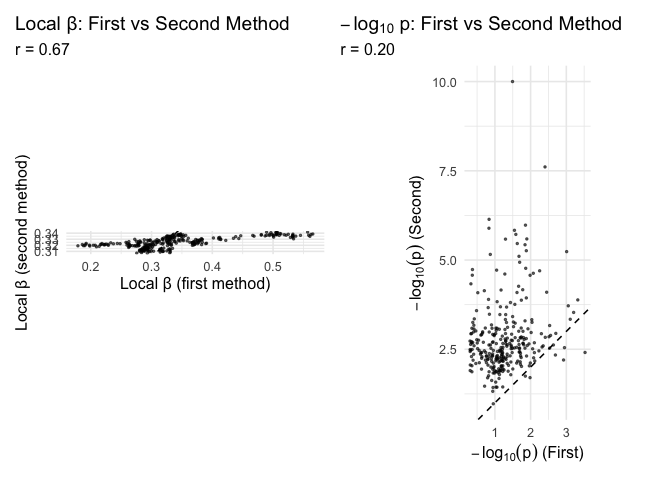 Local β: First vs Second Method
r = 0.67
Local β (second method)
0.34
0.33
0.32
0.31
0.2 0.3 0.4 0.5
Local β (first method)
−log10 p: First vs Second Method
r = 0.20
−log10(p) (Second)
10.0
7.5
5.0
2.5
1 2 3
−log10(p) (First)